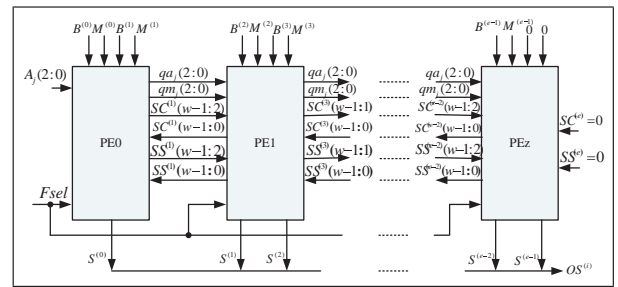 B^(0) M^(0) B^(1) M^(1)
B^(2) M^(2) B^(3) M^(3)
B^(e-1) M^(e-1) 0 0
A_j(2:0)
qa_j(2:0)
qa_j(2:0)
qa_j(2:0)
qm_j(2:0)
qm_j(2:0)
qm_j(2:0)
SC^(1)(w-1:2)
SC^(3)(w-1:1)
SC^(e-2)(w-1:2)
SC^(1)(w-1:0)
SC^(3)(w-1:0)
SC^(e-2)(w-1:0)
SC^(e)=0
PE0
PE1
PEz
SS^(1)(w-1:2)
SS^(3)(w-1:1)
SS^(e-2)(w-1:2)
SS^(e)=0
SS^(1)(w-1:0)
SS^(3)(w-1:0)
SS^(e-2)(w-1:0)
Fsel
S^(0)
S^(1)
S^(2)
S^(e-2)
S^(e-1)
OS^(i)